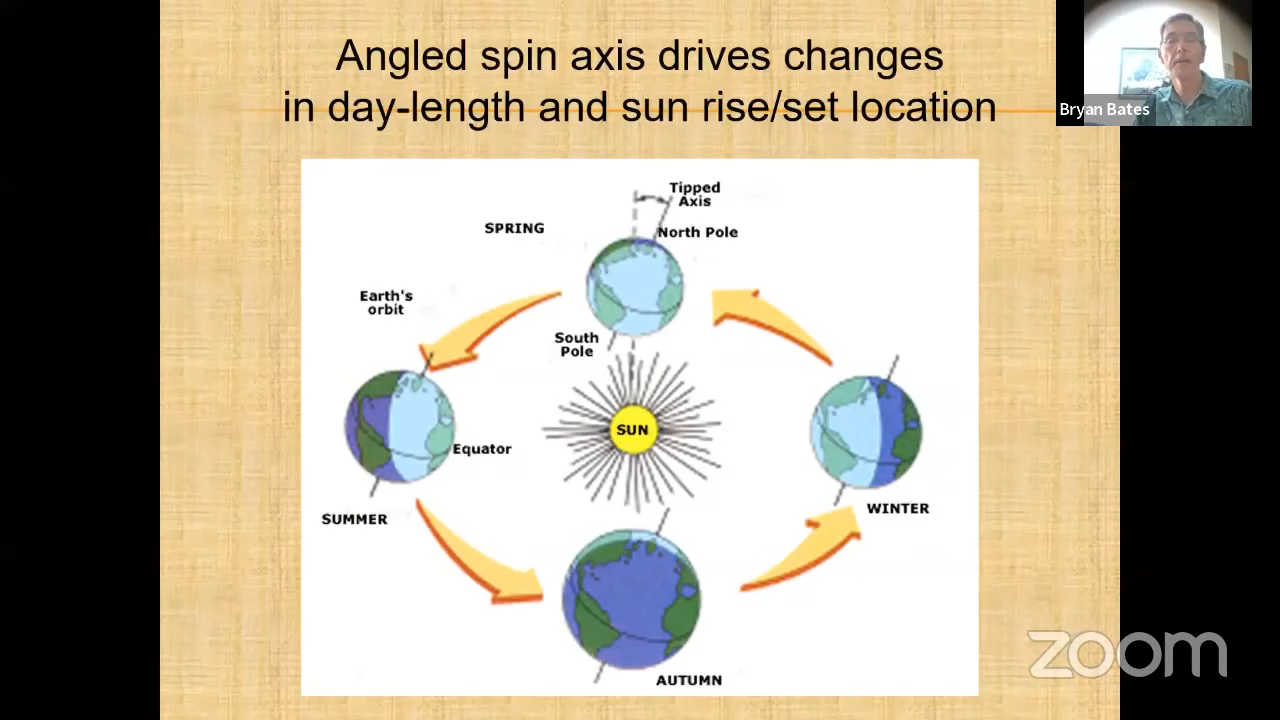 Angled spin axis drives changes
in day-length and sun rise/set location
Bryan Bates
Tipped
Axis
SPRING
North Pole
Earth's
orbit
South
Pole
SUN
Equator
SUMMER
WINTER
AUTUMN
zoom